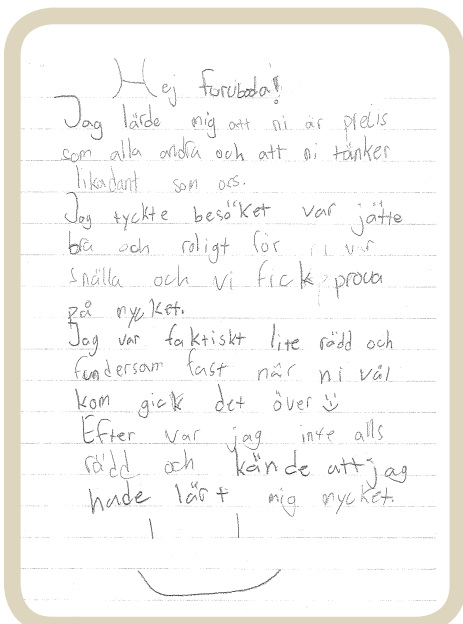 Hej Furuboda!
Jag lärde mig att ni är precis
som alla andra och att ni tänker
likadant som oss.
Jag tyckte besöket var jätte
bra och roligt för ni var
snälla och vi fick prova
på mycket.
Jag var faktiskt lite rädd och
fundersam fast när ni väl
kom gick det över
Efter var jag inte alls
rädd och kände att jag
hade lärt mig mycket.